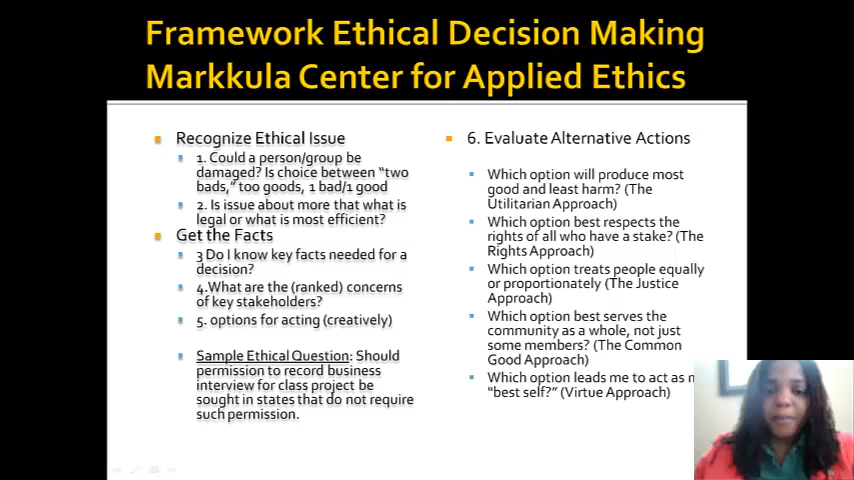 Framework Ethical Decision Making
Markkula Center for Applied Ethics
Recognize Ethical Issue
1. Could a person/group be
damaged? Is choice between “two
bads,” too goods, 1 bad/1 good
2. Is issue about more that what is
legal or what is most efficient?
Get the Facts
3 Do I know key facts needed for a
decision?
4.What are the (ranked) concerns
of key stakeholders?
5. options for acting (creatively)
Sample Ethical Question: Should
permission to record business
interview for class project be
sought in states that do not require
such permission.
6. Evaluate Alternative Actions
Which option will produce most
good and least harm? (The
Utilitarian Approach)
Which option best respects the
rights of all who have a stake? (The
Rights Approach)
Which option treats people equally
or proportionately (The Justice
Approach)
Which option best serves the
community as a whole, not just
some members? (The Common
Good Approach)
Which option leads me to act as
“best self?” (Virtue Approach)